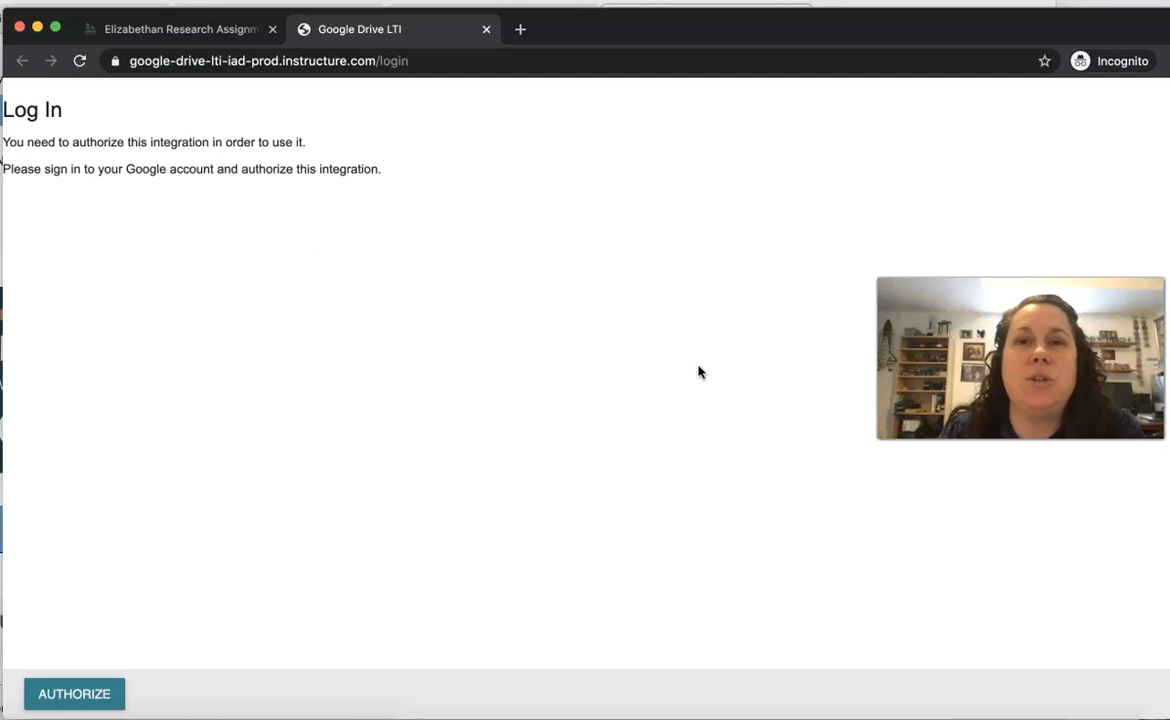 Elizabethan Research Assignm
Google Drive LTI
google-drive-lti-iad-prod.instructure.com/login
Incognito
Log In
You need to authorize this integration in order to use it.
Please sign in to your Google account and authorize this integration.
AUTHORIZE